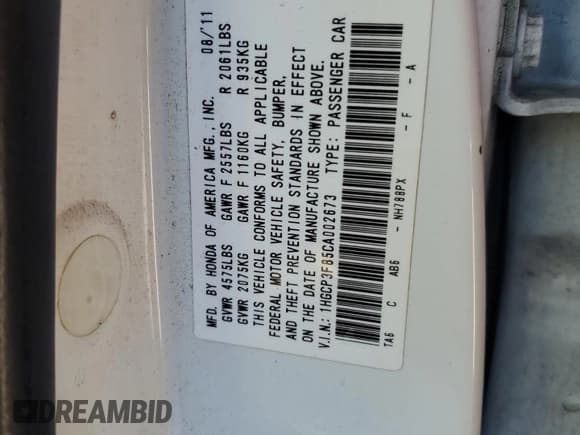 MFD. BY HONDA OF AMERICA MFG., INC. 08/'11
GVWR 4575LBS GAWR F 2557LBS R 2061LBS
GVWR 2075KG GAWR F 1160KG R 935KG
THIS VEHICLE CONFORMS TO ALL APPLICABLE
FEDERAL MOTOR VEHICLE SAFETY, BUMPER,
AND THEFT PREVENTION STANDARDS IN EFFECT
ON THE DATE OF MANUFACTURE SHOWN ABOVE.
V.I.N.: 1HGCP3F85CA002673 TYPE: PASSENGER CAR
TA6 C AB6 - NH788PX - F - A
DREAMBID